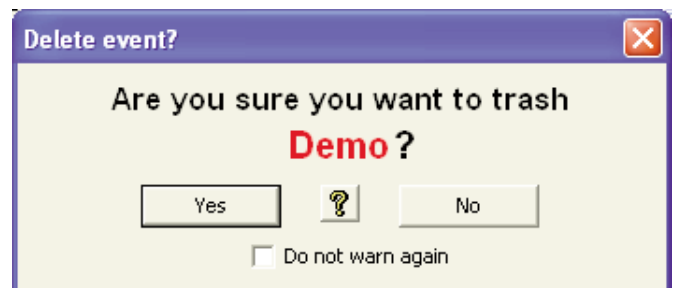 Delete event?
Are you sure you want to trash
Demo?
Yes ? No
Do not warn again